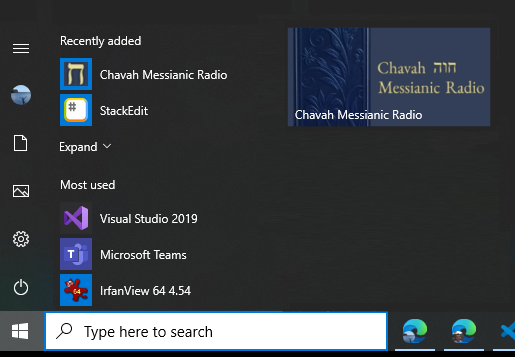 Recently added
Chavah Messianic Radio
StackEdit
Expand
Most used
Visual Studio 2019
Microsoft Teams
IrfanView 64 4.54
Chavah חוה
Messianic Radio
Chavah Messianic Radio
Type here to search